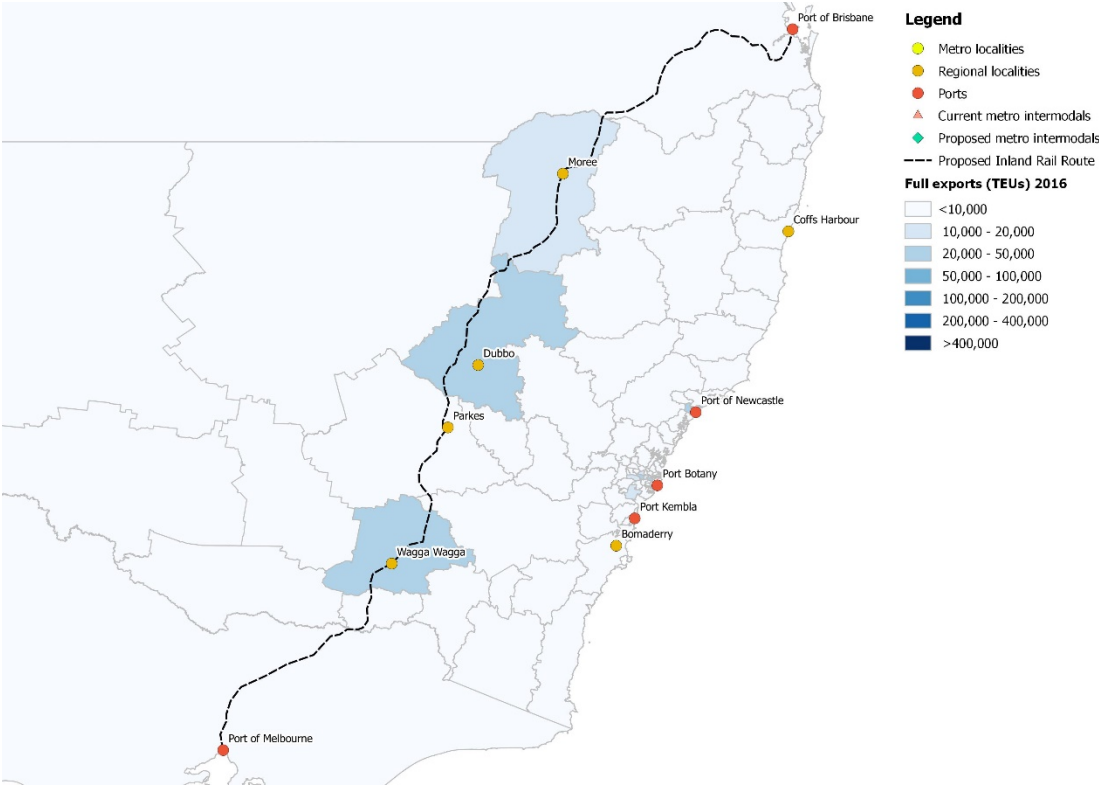 Port of Brisbane
Legend
Metro localities
Regional localities
Ports
Current metro intermodals
Proposed metro intermodals
Proposed Inland Rail Route
Full exports (TEUs) 2016
<10,000
10,000 - 20,000
20,000 - 50,000
50,000 - 100,000
100,000 - 200,000
200,000 - 400,000
>400,000
Moree
Coffs Harbour
Dubbo
Port of Newcastle
Parkes
Port Botany
Port Kembla
Bomaderry
Wagga Wagga
Port of Melbourne